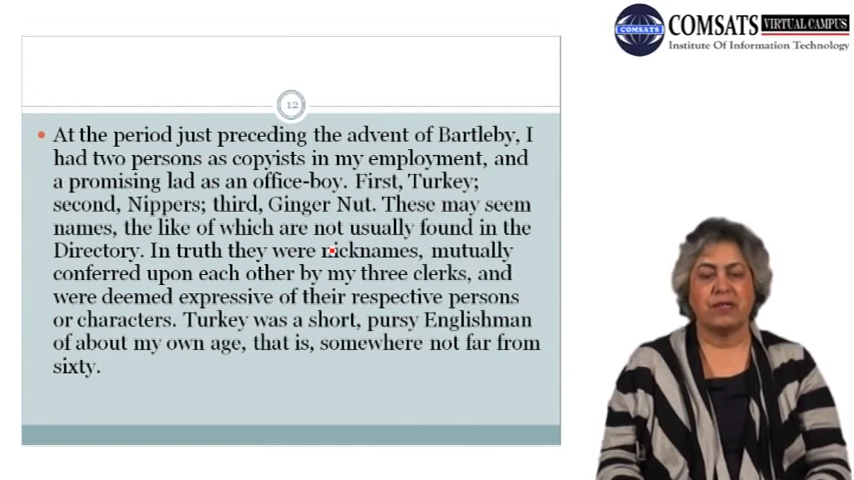 COMSATS
COMSATS VIRTUAL CAMPUS
Institute Of Information Technology
12
At the period just preceding the advent of Bartleby, I
had two persons as copyists in my employment, and
a promising lad as an office-boy. First, Turkey;
second, Nippers; third, Ginger Nut. These may seem
names, the like of which are not usually found in the
Directory. In truth they were nicknames, mutually
conferred upon each other by my three clerks, and
were deemed expressive of their respective persons
or characters. Turkey was a short, pursy Englishman
of about my own age, that is, somewhere not far from
sixty.